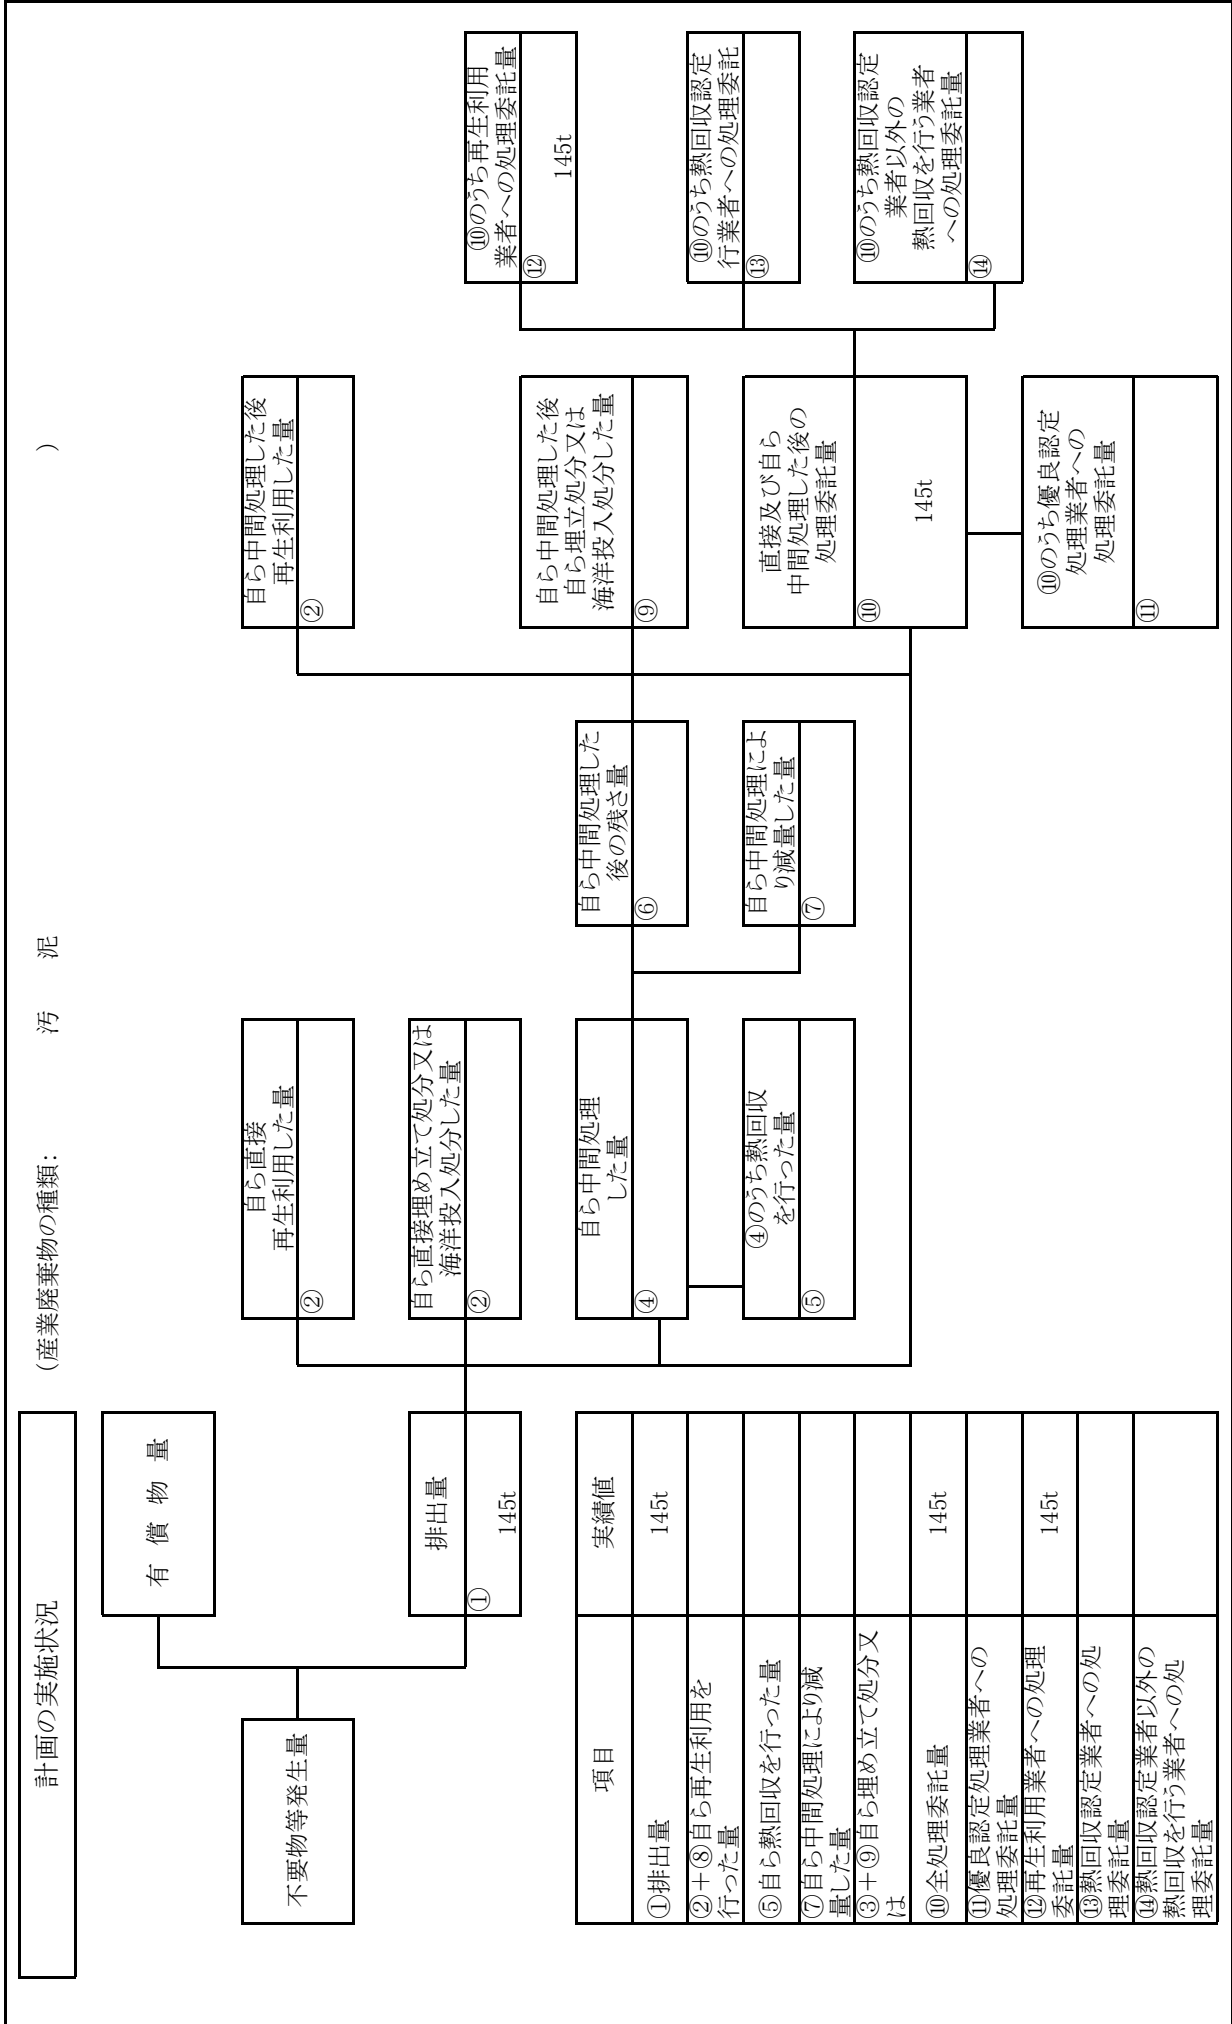 計画の実施状況
(産業廃棄物の種類： 汚 泥 )
不要物等発生量
有 償 物 量
排出量
①
145t
自ら直接
再生利用した量
②
自ら直接埋め立て処分又は
海洋投入処分した量
②
自ら中間処理
した量
④
④のうち熱回収
を行った量
⑤
自ら中間処理した
後の残さ量
⑥
自ら中間処理によ
り減量した量
⑦
自ら中間処理した後
再生利用した量
②
自ら中間処理した後
自ら埋立処分又は
海洋投入処分した量
⑨
直接及び自ら
中間処理した後の
処理委託量
⑩
145t
⑩のうち優良認定
処理業者への
処理委託量
⑪
⑩のうち再生利用
業者への処理委託量
⑫
145t
⑩のうち熱回収認定
行業者への処理委託
⑬
⑩のうち熱回収認定
業者以外の
熱回収を行う業者
への処理委託量
⑭
項目 実績値
①排出量 145t
②+⑧自ら再生利用を
行った量
⑤自ら熱回収を行った量
⑦自ら中間処理により減
量した量
③+⑨自ら埋め立て処分又
は
⑩全処理委託量 145t
⑪優良認定処理業者への
処理委託量
⑫再生利用業者への処理
委託量 145t
⑬熱回収認定業者への処
理委託量
⑭熱回収認定業者以外の
熱回収を行う業者への処
理委託量